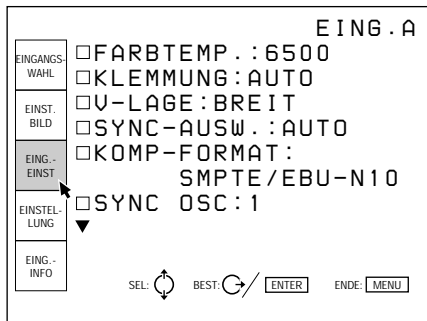 EING.A
EINGANGS-
WAHL
EINST.
BILD
EING.-
EINST
EINSTEL-
LUNG
EING.-
INFO
□FARBTEMP.:6500
□KLEMMUNG:AUTO
□V-LAGE:BREIT
□SYNC-AUSW.:AUTO
□KOMP-FORMAT:
SMPTE/EBU-N10
□SYNC OSC:1
▼
SEL: BEST: / ENTER ENDE: MENU